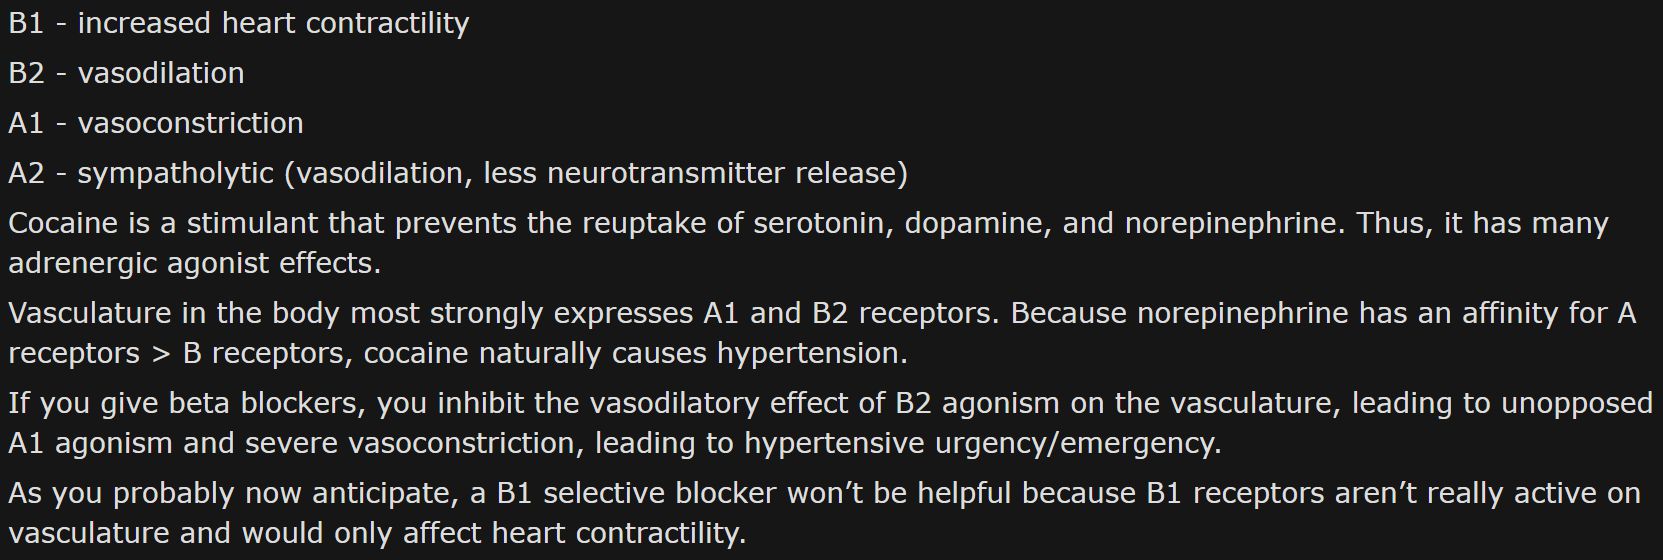 B1 - increased heart contractility
B2 - vasodilation
A1 - vasoconstriction
A2 - sympatholytic (vasodilation, less neurotransmitter release)
Cocaine is a stimulant that prevents the reuptake of serotonin, dopamine, and norepinephrine. Thus, it has many
adrenergic agonist effects.
Vasculature in the body most strongly expresses A1 and B2 receptors. Because norepinephrine has an affinity for A
receptors > B receptors, cocaine naturally causes hypertension.
If you give beta blockers, you inhibit the vasodilatory effect of B2 agonism on the vasculature, leading to unopposed
A1 agonism and severe vasoconstriction, leading to hypertensive urgency/emergency.
As you probably now anticipate, a B1 selective blocker won’t be helpful because B1 receptors aren’t really active on
vasculature and would only affect heart contractility.